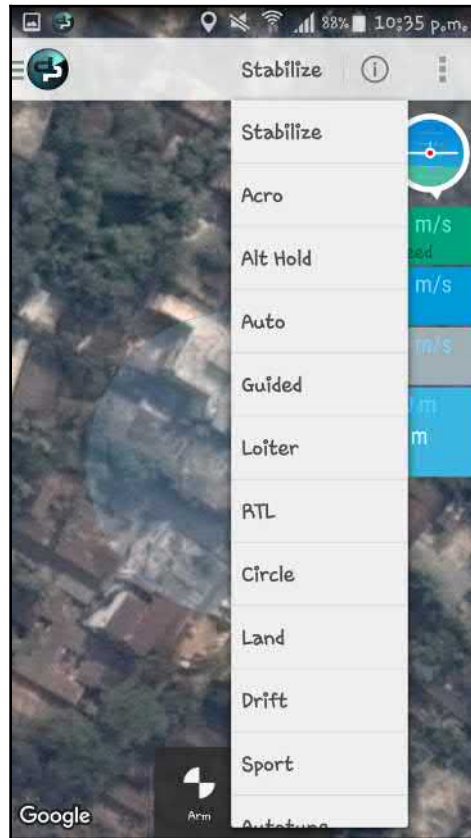 88% 10:35 p.m.
Stabilize
Stabilize
Acro
m/s
Alt Hold
m/s
Auto
m/s
Guided
m
Loiter
m
RTL
Circle
Land
Drift
Sport
Google
Arm